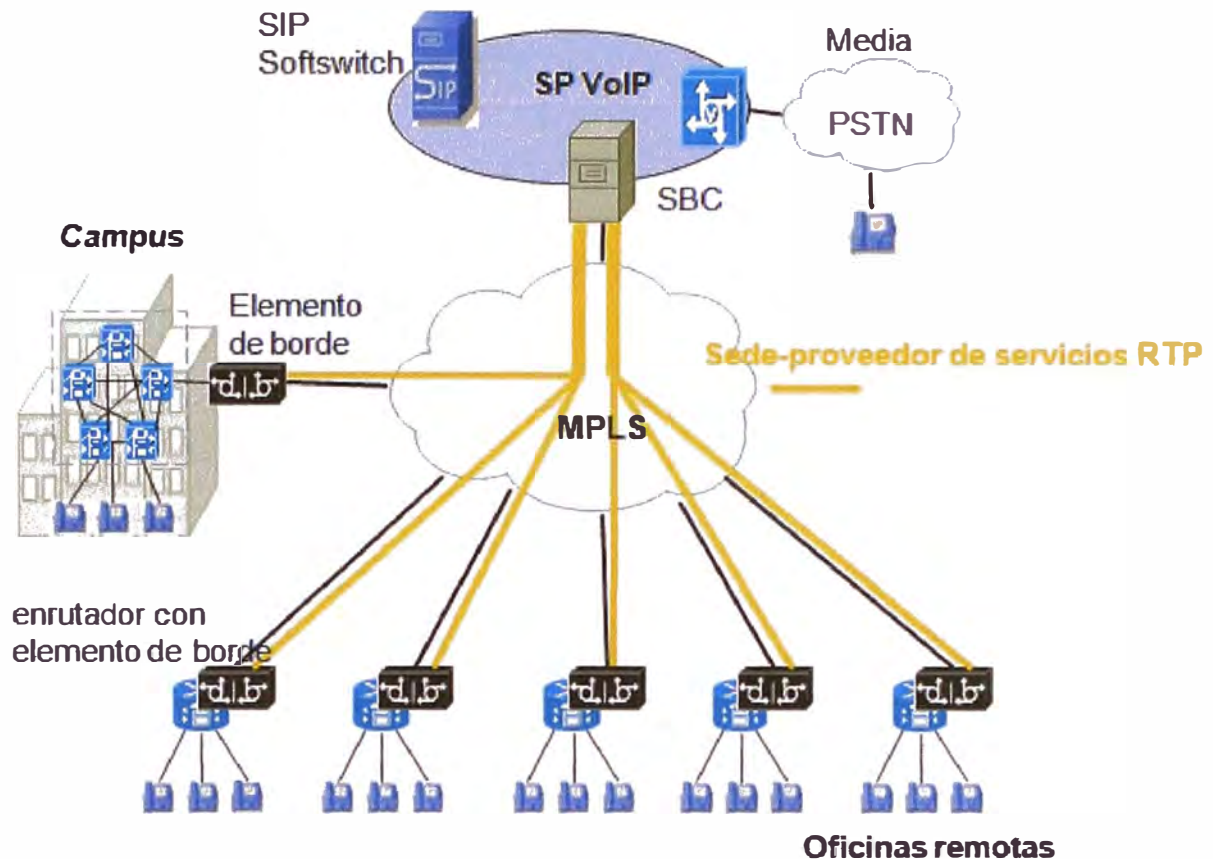 SIP
Softswitch
SIP
SP VoIP
V
Media
PSTN
SBC
Campus
Elemento
de borde
Sede-proveedor de servicios RTP
MPLS
enrutador con
elemento de borde
Oficinas remotas